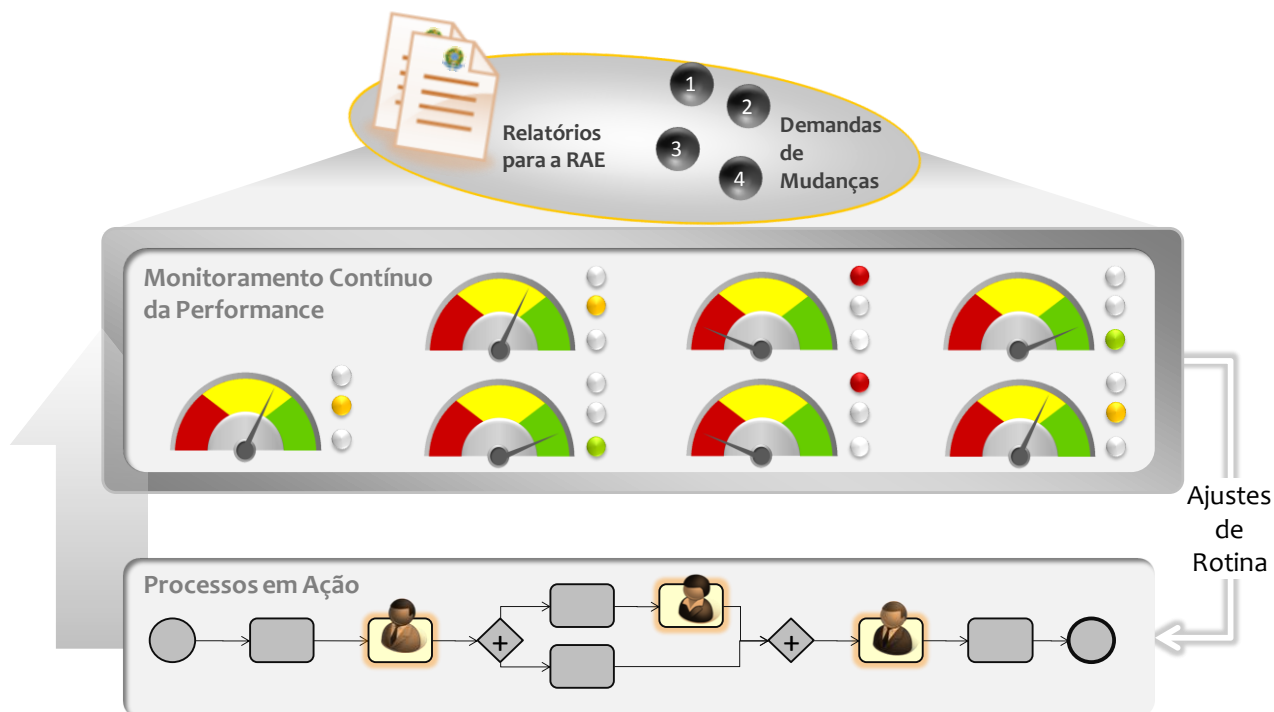 Relatórios
para a RAE
1
2
3
4
Demandas
de
Mudanças
Monitoramento Contínuo
da Performance
Ajustes
de
Rotina
Processos em Ação
+
+